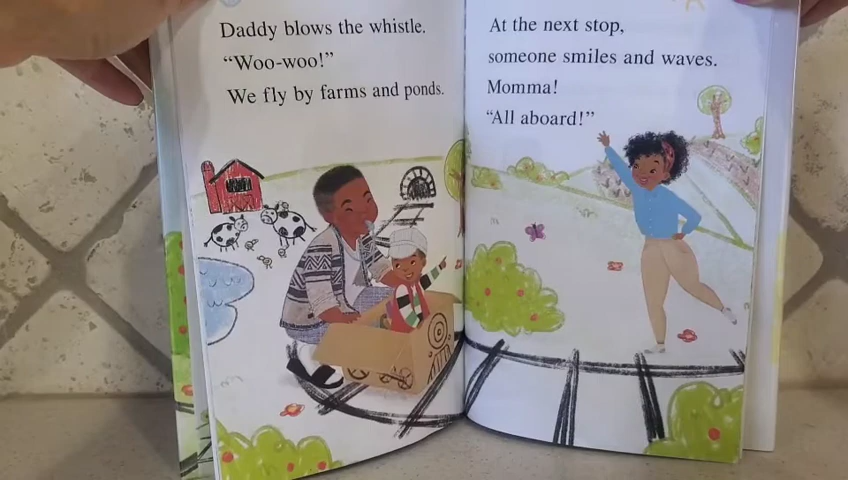 Daddy blows the whistle.
“Woo-woo!”
We fly by farms and ponds.
At the next stop,
someone smiles and waves.
Momma!
“All aboard!”